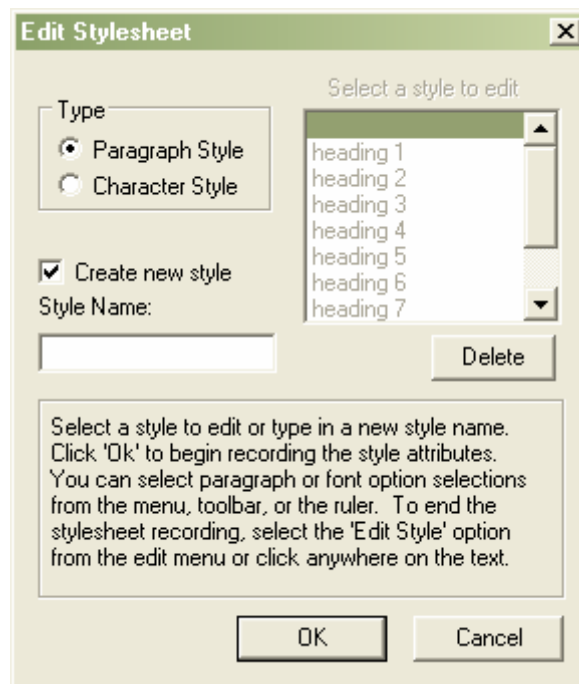 Edit Stylesheet
Select a style to edit
Type
Paragraph Style
Character Style
heading 1
heading 2
heading 3
heading 4
heading 5
heading 6
heading 7
Create new style
Style Name:
Delete
Select a style to edit or type in a new style name.
Click 'Ok' to begin recording the style attributes.
You can select paragraph or font option selections
from the menu, toolbar, or the ruler.  To end the
stylesheet recording, select the 'Edit Style' option
from the edit menu or click anywhere on the text.
OK
Cancel